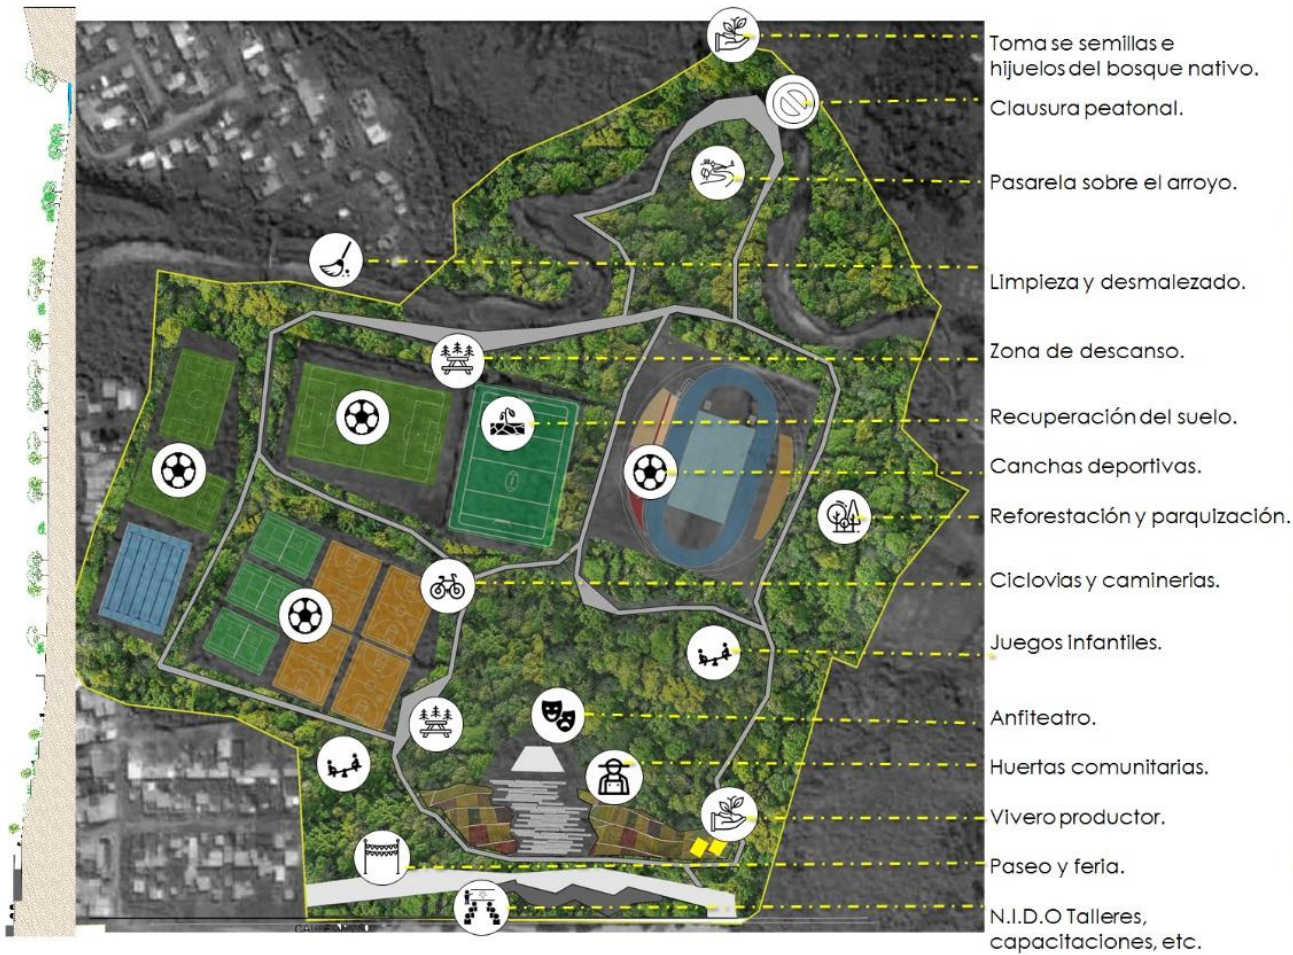 Toma se semillas e
hijuelos del bosque nativo.
Clausura peatonal.
Pasarela sobre el arroyo.
Limpieza y desmalezado.
Zona de descanso.
Recuperación del suelo.
Canchas deportivas.
Reforestación y parquización.
Ciclovias y caminerias.
Juegos infantiles.
Anfiteatro.
Huertas comunitarias.
Vivero productor.
Paseo y feria.
N.I.D.O Talleres,
capacitaciones, etc.